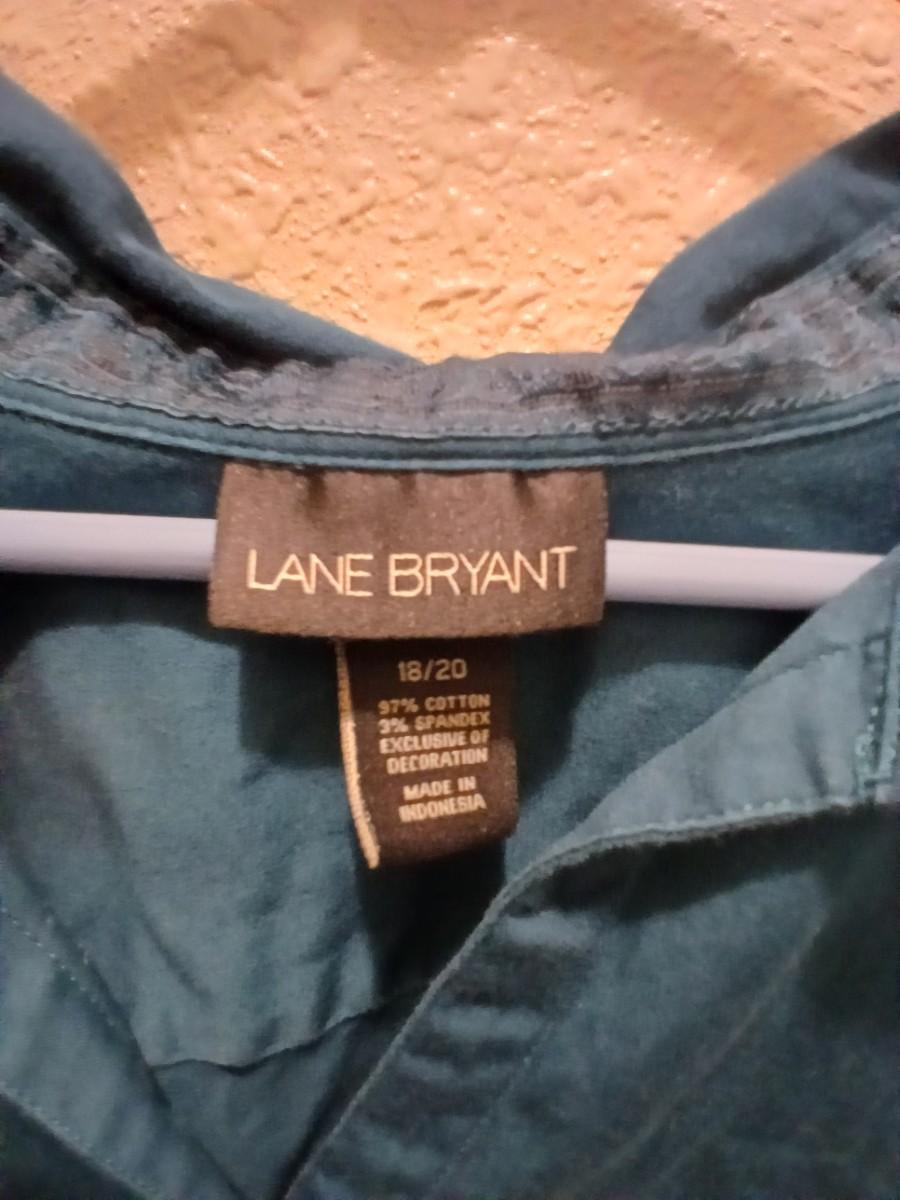 LANE BRYANT
18/20
97% COTTON
3% SPANDEX
EXCLUSIVE OF
DECORATION
MADE IN
INDONESIA